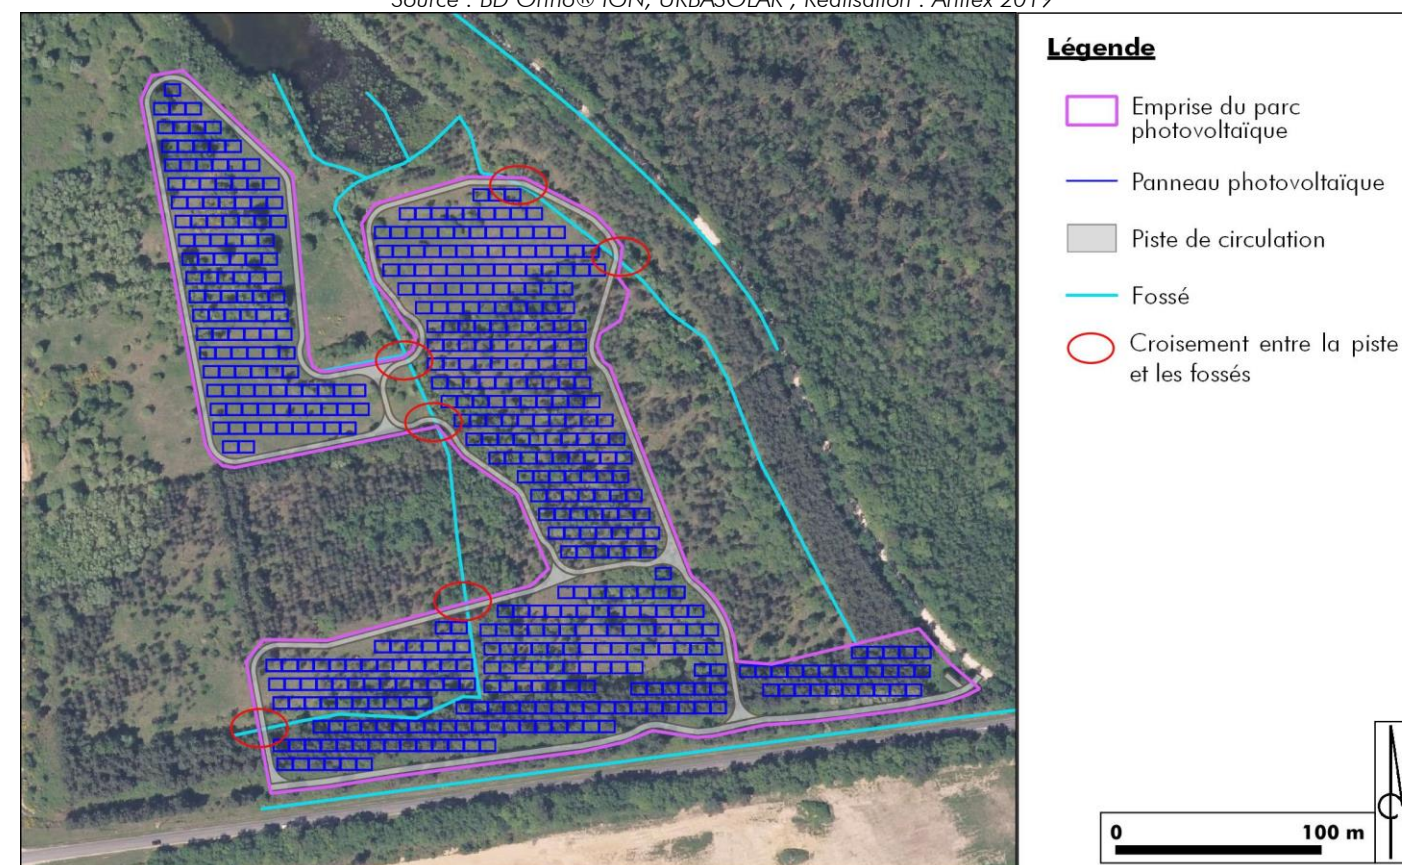 Source : BD Ortho® IGN, URBASOLAR ; Réalisation : Artifex 2019
Légende
Emprise du parc
photovoltaïque
Panneau photovoltaïque
Piste de circulation
Fossé
Croisement entre la piste
et les fossés
0 100 m